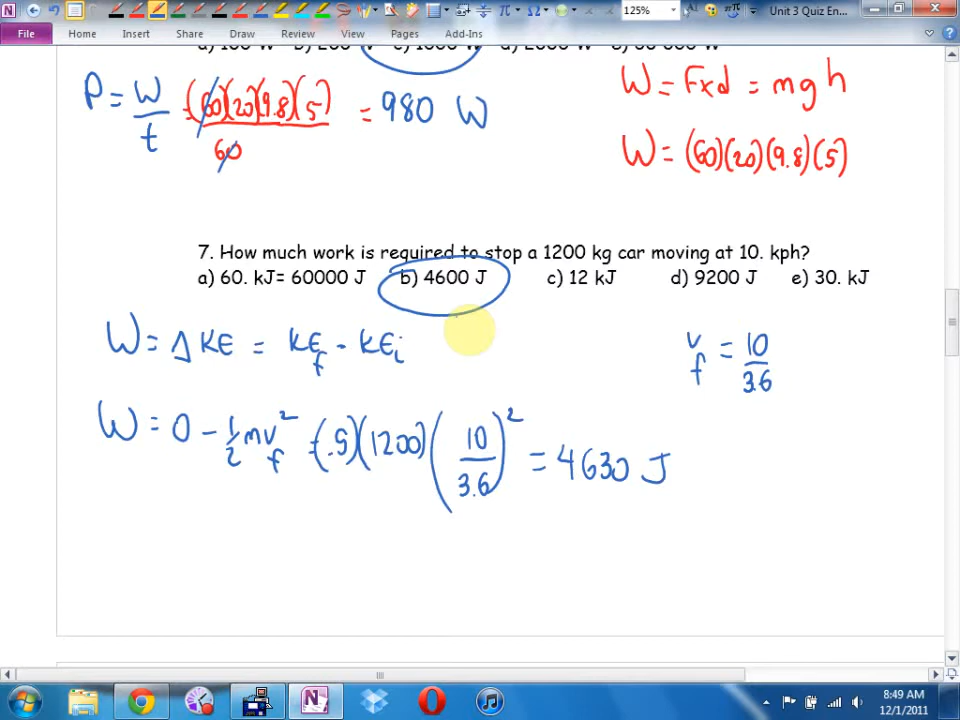 125%
Unit 3 Quiz En...
File Home Insert Share Draw Review View Pages Add-Ins
P = W/t = (60)(20)(9.8)(5)/60 = 980 W
W = Fxd = mgh
W = (60)(20)(9.8)(5)
7. How much work is required to stop a 1200 kg car moving at 10. kph?
a) 60. kJ= 60000 J b) 4600 J c) 12 kJ d) 9200 J e) 30. kJ
W = Δ KE = KEf - KEi
vf = 10/3.6
W = 0 - 1/2 mvf² = (.5)(1200)(10/3.6)² = 4630 J
8:49 AM
12/1/2011